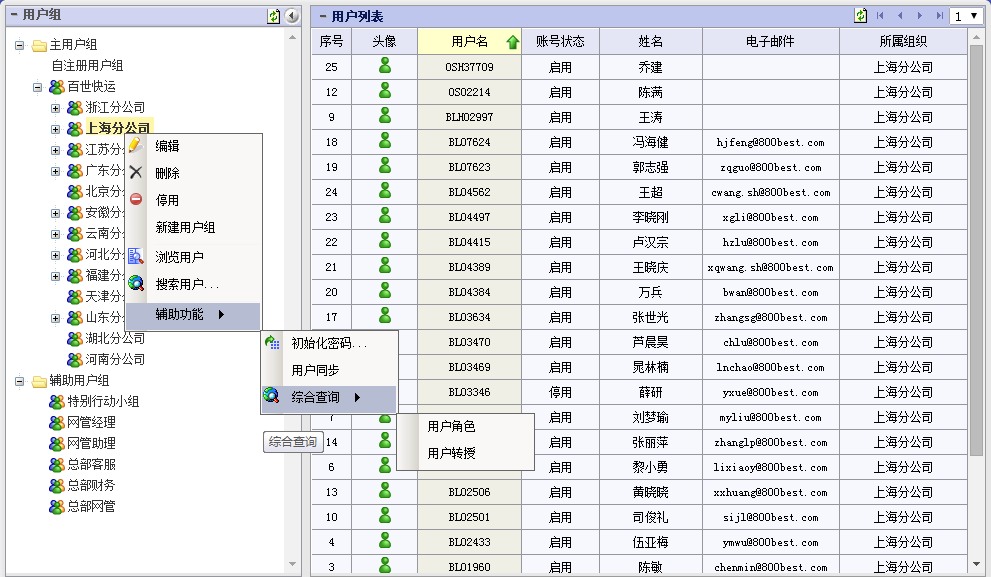 用户组
主用户组
自注册用户组
百世快运
浙江分公司
上海分公司
江苏分
广东分
北京分
安徽分
云南分
河北分
福建分
天津分
山东分
湖北分公司
河南分公司
辅助用户组
特别行动小组
网管经理
网管助理
总部客服
总部财务
总部网管
编辑
删除
停用
新建用户组
浏览用户
搜索用户...
辅助功能
初始化密码...
用户同步
综合查询
综合查询
用户角色
用户转授
用户列表 1
序号 头像 用户名 账号状态 姓名 电子邮件 所属组织
25 OSH37709 启用 乔建 上海分公司
12 OS02214 启用 陈满 上海分公司
9 BLH02997 启用 王涛 上海分公司
18 BL07624 启用 冯海健 hjfeng@800best.com 上海分公司
19 BL07623 启用 郭志强 zqguo@800best.com 上海分公司
24 BL04562 启用 王超 cwang.sh@800best.com 上海分公司
23 BL04497 启用 李晓刚 xgli@800best.com 上海分公司
22 BL04415 启用 卢汉宗 hzlu@800best.com 上海分公司
21 BL04389 启用 王晓庆 xqwang.sh@800best.com 上海分公司
20 BL04384 启用 万兵 bwan@800best.com 上海分公司
17 BL03634 启用 张世光 zhangsg@800best.com 上海分公司
BL03470 启用 芦晨昊 chlu@800best.com 上海分公司
BL03469 启用 晁林楠 lnchao@800best.com 上海分公司
BL03346 停用 薛研 yxue@800best.com 上海分公司
7 启用 刘梦瑜 myliu@800best.com 上海分公司
14 启用 张丽萍 zhanglp@800best.com 上海分公司
6 启用 黎小勇 lixiaoy@800best.com 上海分公司
13 BL02506 启用 黄晓晓 xxhuang@800best.com 上海分公司
10 BL02501 启用 司俊礼 sijl@800best.com 上海分公司
4 BL02433 启用 伍亚梅 ymwu@800best.com 上海分公司
3 BL01960 启用 陈敏 chenmin@800best.com 上海分公司